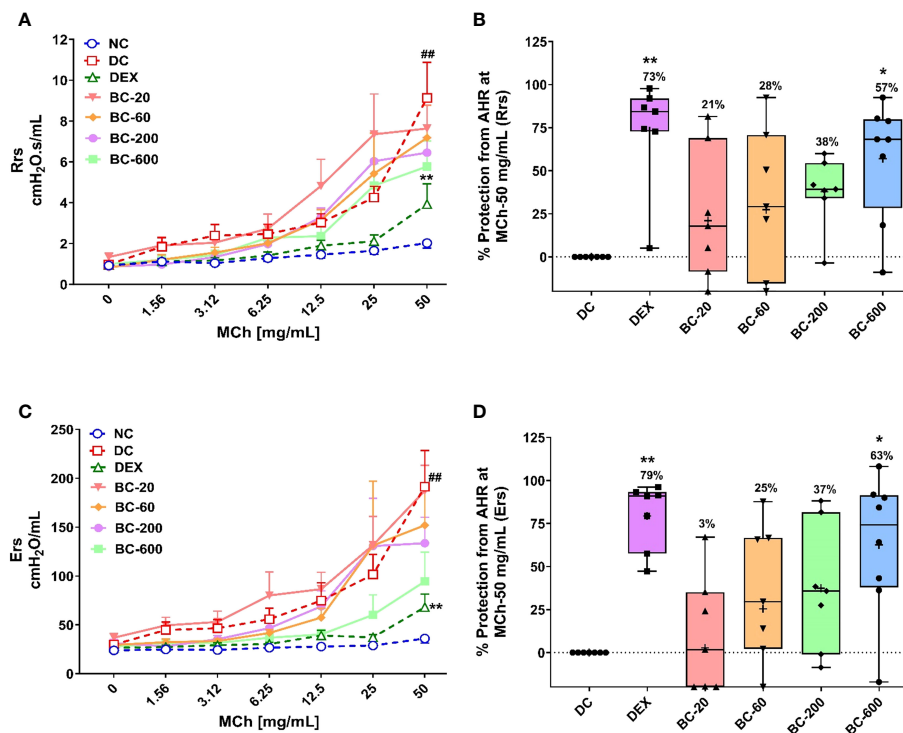 A
NC
DC
DEX
BC-20
BC-60
BC-200
BC-600
##
**
12
10
8
6
4
2
0
Rrs
cmH2O.s/mL
0
1.56
3.12
6.25
12.5
25
50
MCh [mg/mL]
B
% Protection from AHR at
MCh-50 mg/mL (Rrs)
125
100
75
50
25
0
**
73%
21%
28%
38%
*
57%
DC
DEX
BC-20
BC-60
BC-200
BC-600
C
NC
DC
DEX
BC-20
BC-60
BC-200
BC-600
##
**
250
200
150
100
50
0
Ers
cmH2O/mL
0
1.56
3.12
6.25
12.5
25
50
MCh [mg/mL]
D
% Protection from AHR at
MCh-50 mg/mL (Ers)
125
100
75
50
25
0
**
79%
3%
25%
37%
*
63%
DC
DEX
BC-20
BC-60
BC-200
BC-600